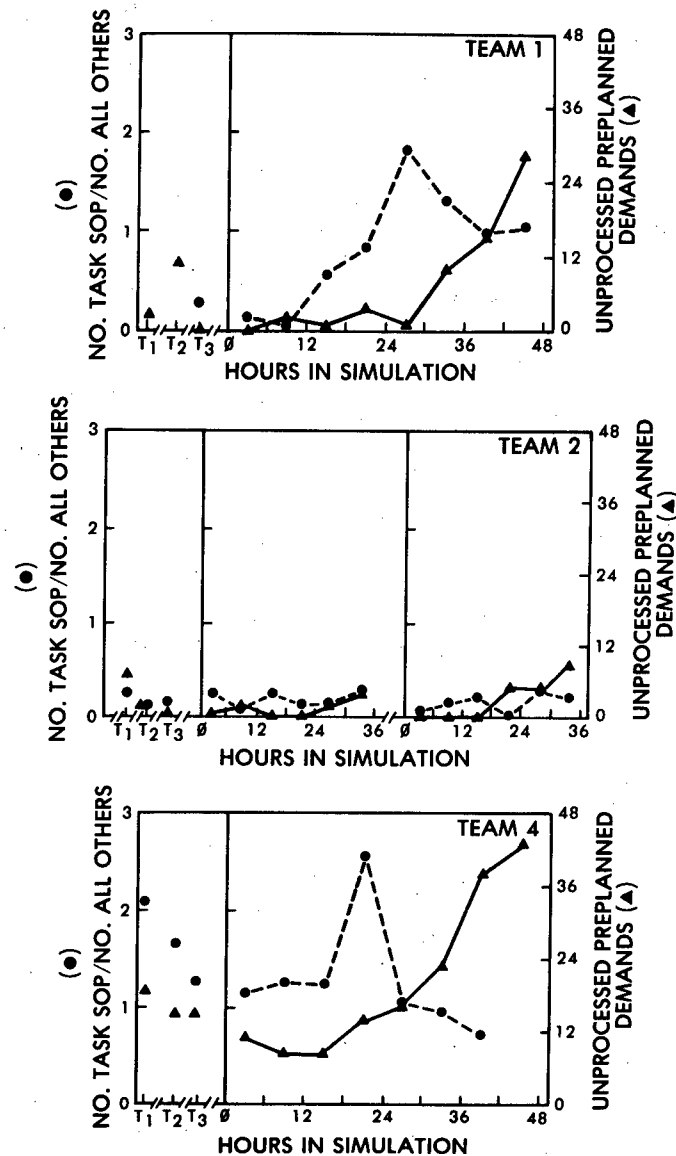 TEAM 1
(●)
NO. TASK SOP/NO. ALL OTHERS
3
2
1
0
48
36
24
12
0
UNPROCESSED PREPLANNED
DEMANDS (▲)
T1 T2 T3 Ø 12 24 36 48
HOURS IN SIMULATION
TEAM 2
(●)
NO. TASK SOP/NO. ALL OTHERS
3
2
1
0
48
36
24
12
0
UNPROCESSED PREPLANNED
DEMANDS (▲)
T1 T2 T3 Ø 12 24 36 Ø 12 24 36
HOURS IN SIMULATION
TEAM 4
(●)
NO. TASK SOP/NO. ALL OTHERS
3
2
1
0
48
36
24
12
0
UNPROCESSED PREPLANNED
DEMANDS (▲)
T1 T2 T3 Ø 12 24 36 48
HOURS IN SIMULATION